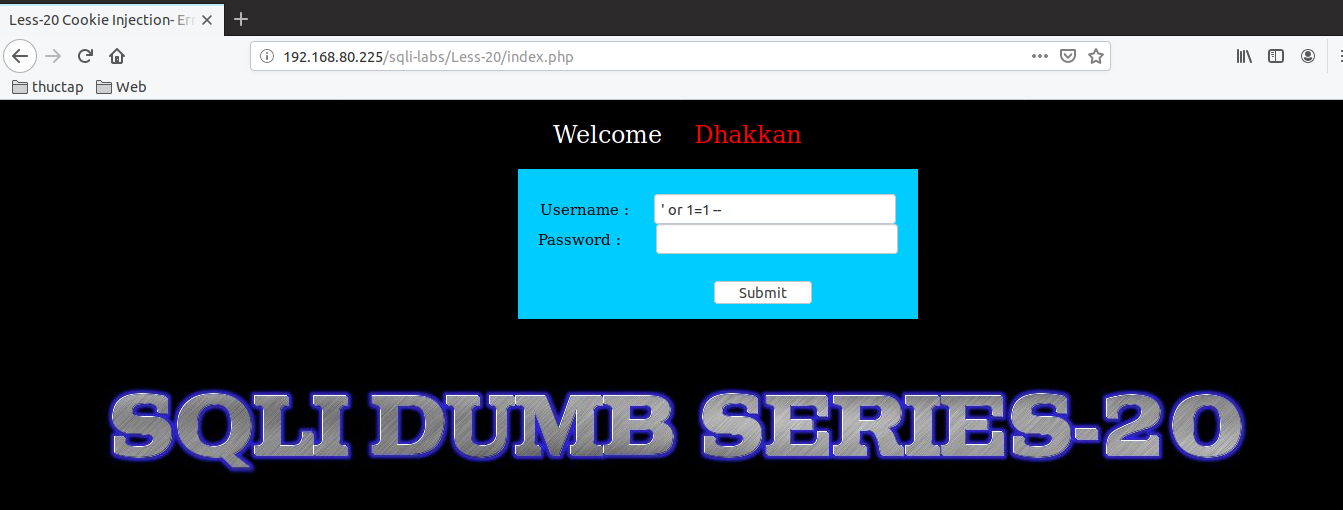 Less-20 Cookie Injection- Er
192.168.80.225/sqli-labs/Less-20/index.php
thuctap Web
Welcome Dhakkan
Username : ' or 1=1 --
Password :
Submit
SQLI DUMB SERIES-20